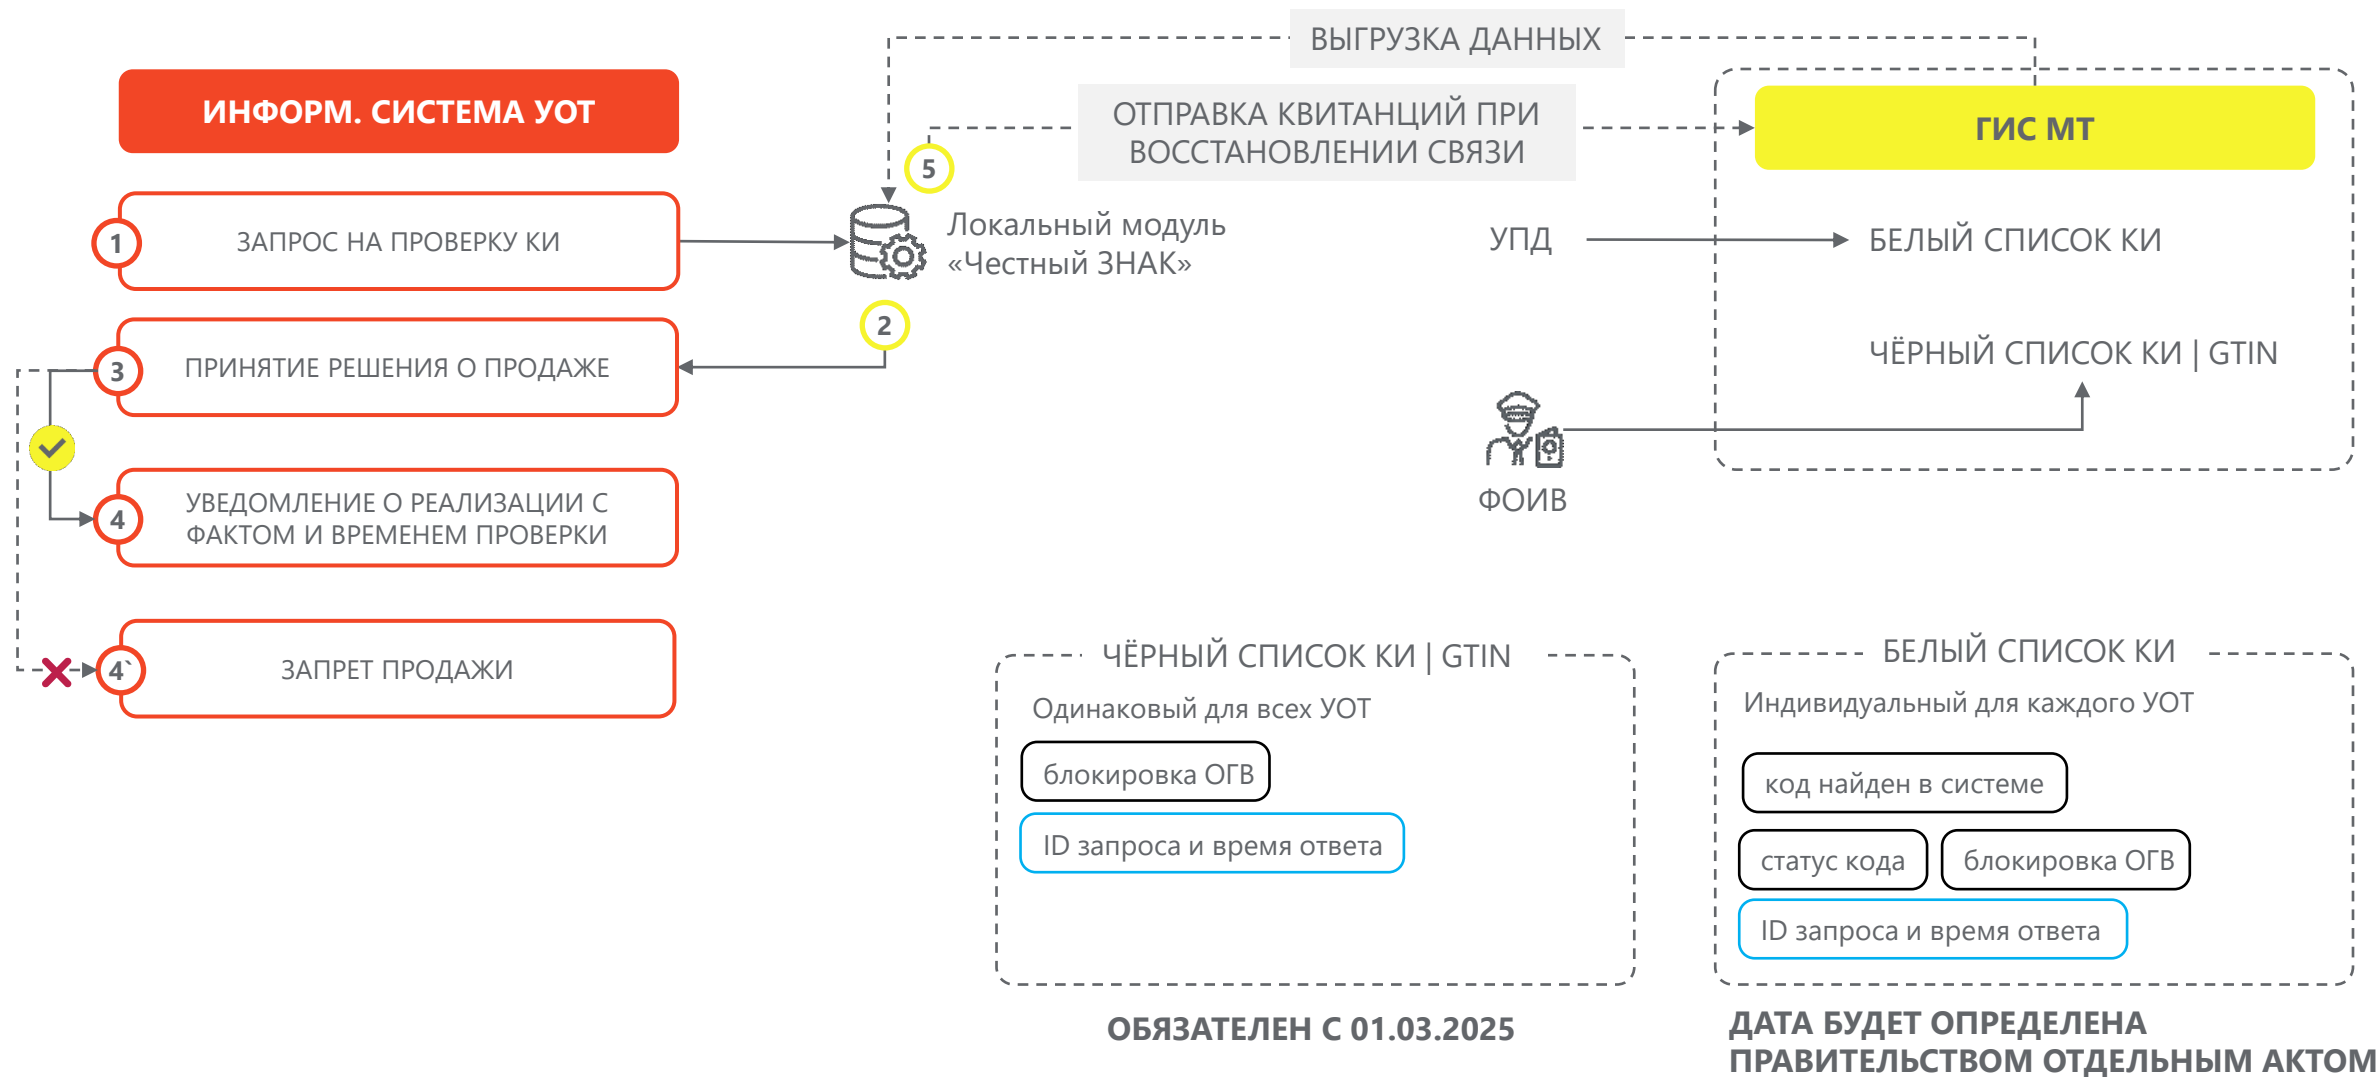 ВЫГРУЗКА ДАННЫХ
ИНФОРМ. СИСТЕМА УОТ
ОТПРАВКА КВИТАНЦИЙ ПРИ
ВОССТАНОВЛЕНИИ СВЯЗИ
ГИС МТ
5
1
ЗАПРОС НА ПРОВЕРКУ КИ
Локальный модуль
«Честный ЗНАК»
УПД
БЕЛЫЙ СПИСОК КИ
2
3
ПРИНЯТИЕ РЕШЕНИЯ О ПРОДАЖЕ
ЧЁРНЫЙ СПИСОК КИ | GTIN
ФОИВ
4
УВЕДОМЛЕНИЕ О РЕАЛИЗАЦИИ С
ФАКТОМ И ВРЕМЕНЕМ ПРОВЕРКИ
4`
ЗАПРЕТ ПРОДАЖИ
ЧЁРНЫЙ СПИСОК КИ | GTIN
Одинаковый для всех УОТ
блокировка ОГВ
ID запроса и время ответа
ОБЯЗАТЕЛЕН С 01.03.2025
БЕЛЫЙ СПИСОК КИ
Индивидуальный для каждого УОТ
код найден в системе
статус кода
блокировка ОГВ
ID запроса и время ответа
ДАТА БУДЕТ ОПРЕДЕЛЕНА
ПРАВИТЕЛЬСТВОМ ОТДЕЛЬНЫМ АКТОМ